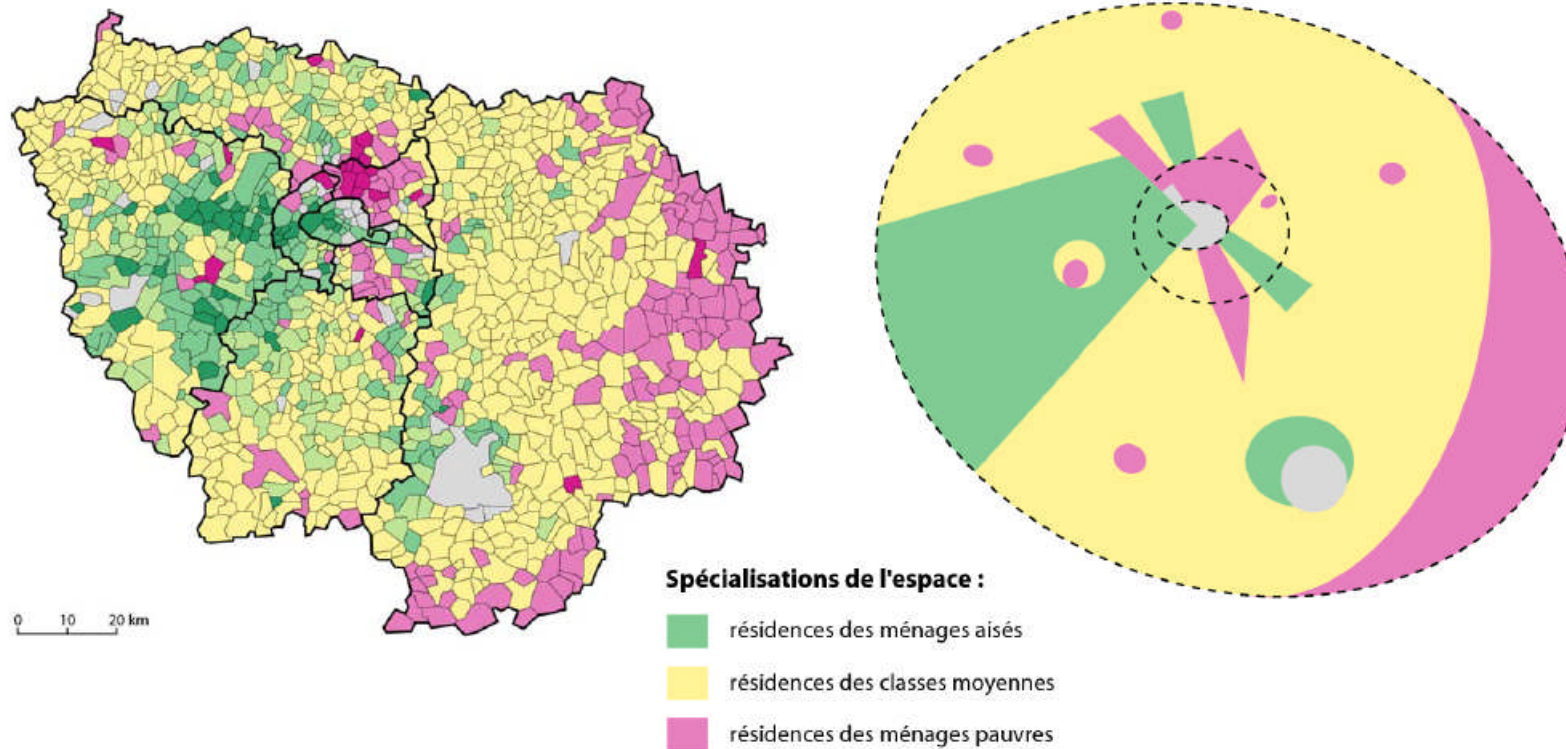 0 10 20 km
Spécialisations de l'espace :
résidences des ménages aisés
résidences des classes moyennes
résidences des ménages pauvres